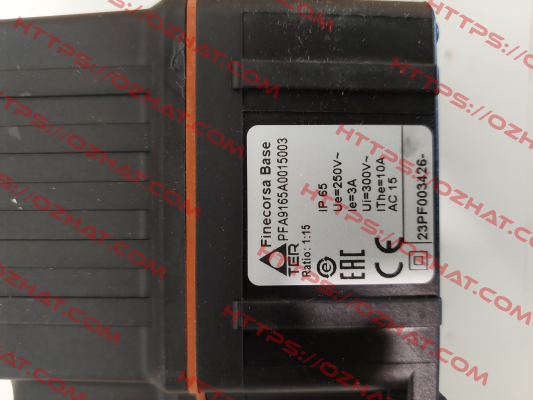 Finecorsa Base
PFA9165A0015003
TER
Ratio: 1:15
IP 65
Ue=250V~
Ie=3A
Ui=300V~
IThe=10A
AC 15
EAC
CE
23PF003426-
HTTPS://OZHAT.COM